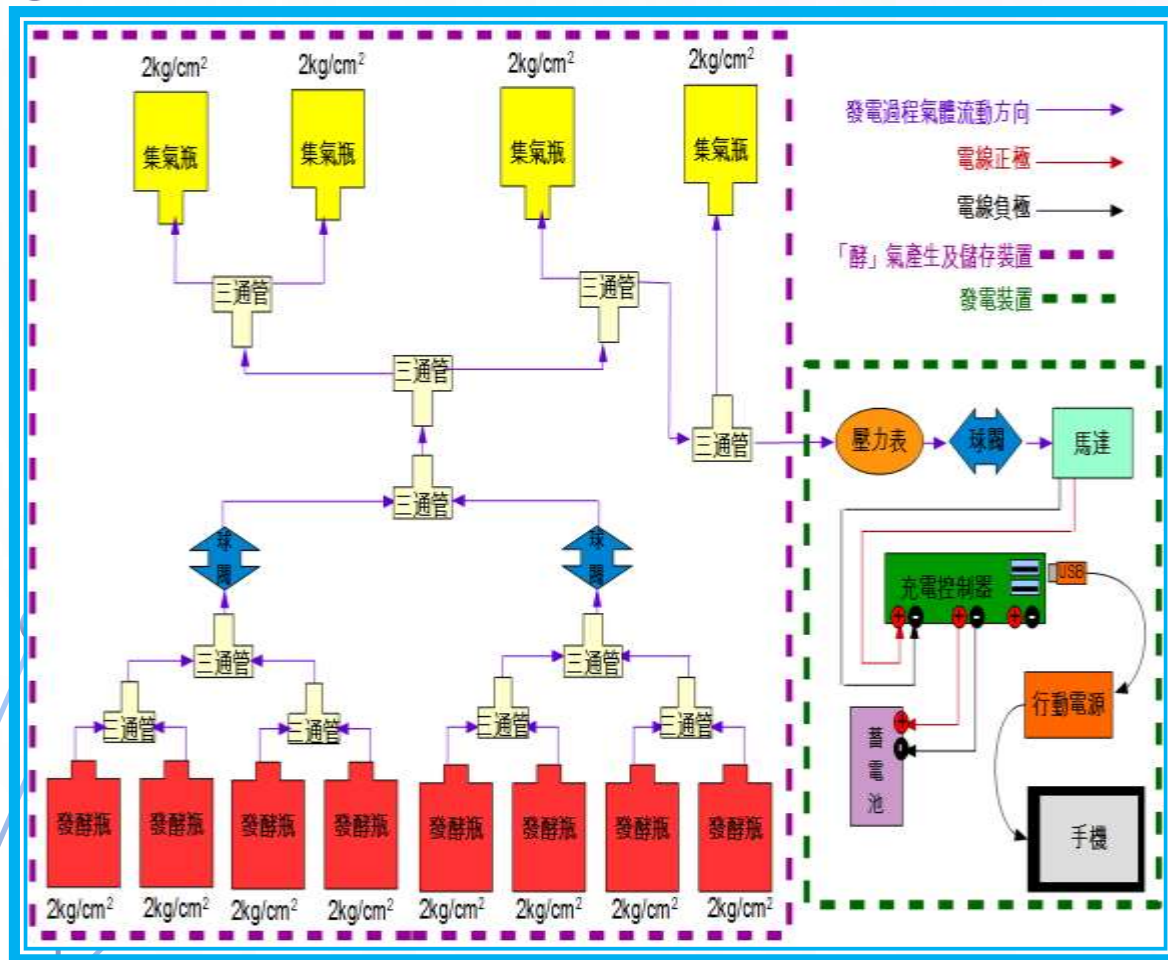 2kg/cm² 2kg/cm² 2kg/cm² 2kg/cm²
集氣瓶 集氣瓶 集氣瓶 集氣瓶
發電過程氣體流動方向
電線正極
電線負極
「酵」氣產生及儲存裝置
發電裝置
三通管 三通管
三通管
三通管
三通管
球閥 球閥
三通管 三通管
三通管 三通管 三通管 三通管
發酵瓶 發酵瓶 發酵瓶 發酵瓶 發酵瓶 發酵瓶 發酵瓶 發酵瓶
2kg/cm² 2kg/cm² 2kg/cm² 2kg/cm² 2kg/cm² 2kg/cm² 2kg/cm² 2kg/cm²
壓力表 球閥 馬達
充電控制器 USB
行動電源
蓄電池
手機